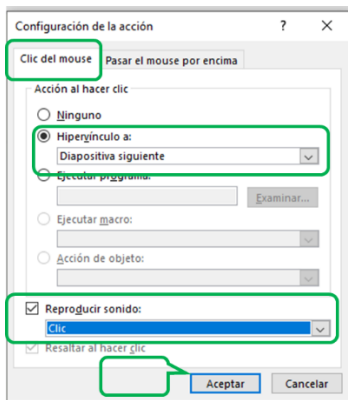 Configuración de la acción ? ×
Clic del mouse Pasar el mouse por encima
Acción al hacer clic
Ninguno
Hipervínculo a:
Diapositiva siguiente
Ejecutar programa:
Examinar...
Ejecutar macro:
Acción de objeto:
Reproducir sonido:
Clic
Resaltar al hacer clic
Aceptar Cancelar